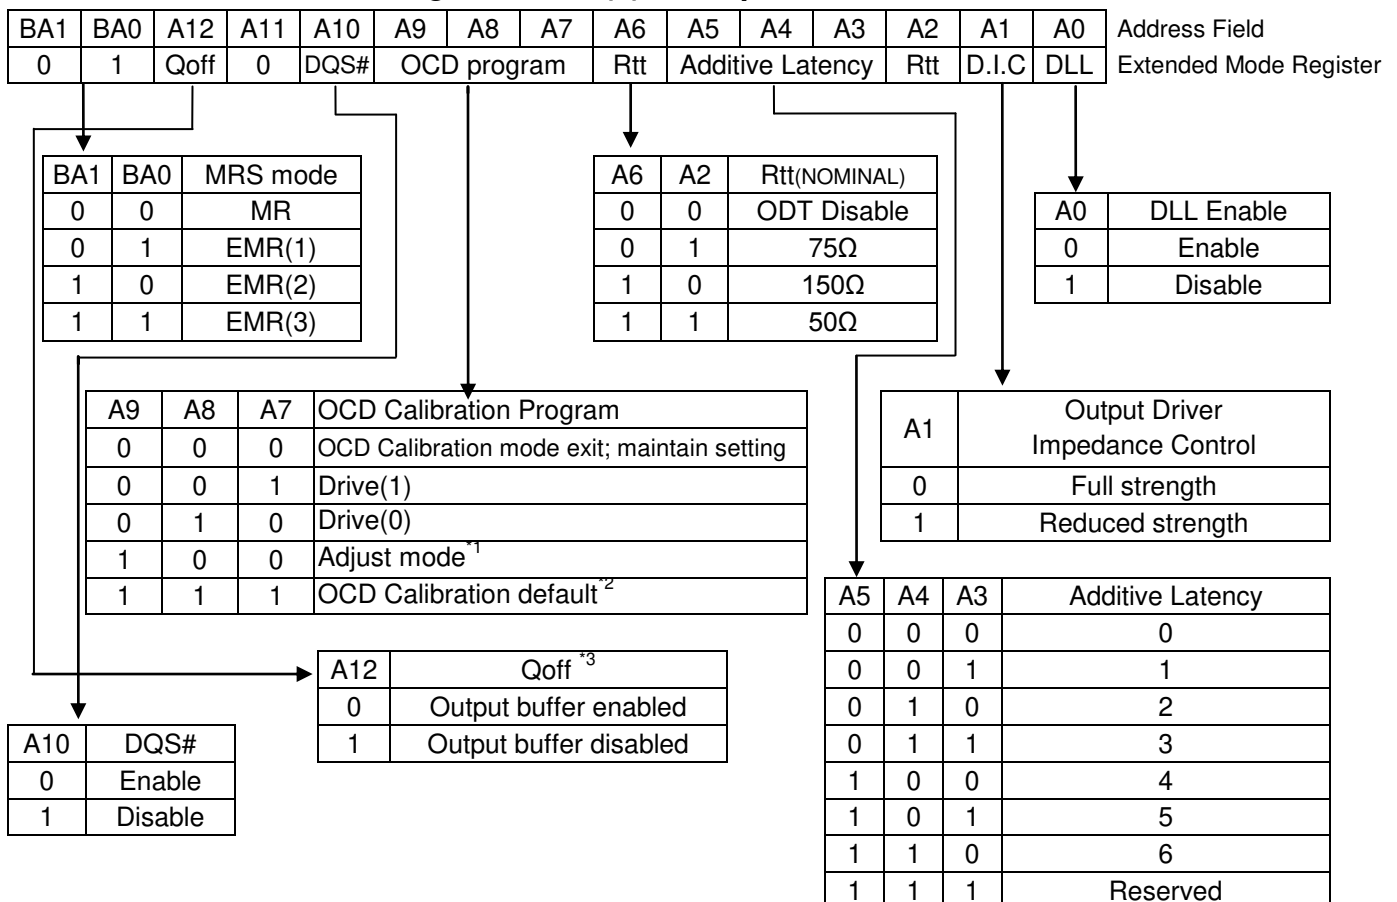 BA1 BA0 A12 A11 A10 A9 A8 A7 A6 A5 A4 A3 A2 A1 A0 Address Field
0 1 Qoff 0 DQS# OCD program Rtt Additive Latency Rtt D.I.C DLL Extended Mode Register
BA1 BA0 MRS mode
0 0 MR
0 1 EMR(1)
1 0 EMR(2)
1 1 EMR(3)
A6 A2 Rtt(NOMINAL)
0 0 ODT Disable
0 1 75Ω
1 0 150Ω
1 1 50Ω
A0 DLL Enable
0 Enable
1 Disable
A9 A8 A7 OCD Calibration Program
0 0 0 OCD Calibration mode exit; maintain setting
0 0 1 Drive(1)
0 1 0 Drive(0)
1 0 0 Adjust mode*1
1 1 1 OCD Calibration default*2
A1 Output Driver
Impedance Control
0 Full strength
1 Reduced strength
A5 A4 A3 Additive Latency
0 0 0 0
0 0 1 1
0 1 0 2
0 1 1 3
1 0 0 4
1 0 1 5
1 1 0 6
1 1 1 Reserved
A12 Qoff *3
0 Output buffer enabled
1 Output buffer disabled
A10 DQS#
0 Enable
1 Disable